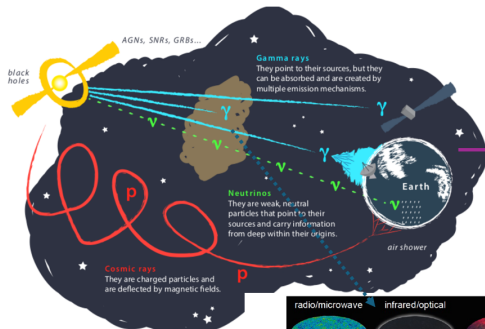 AGNs, SNRs, GRBs...
black
holes
Gamma rays
They point to their sources, but they
can be absorbed and are created by
multiple emission mechanisms.
γ
γ
ν
ν
γ
ν
Earth
ν
Neutrinos
They are weak, neutral
particles that point to their
sources and carry information
from deep within their origins.
p
air shower
Cosmic rays
They are charged particles and
are deflected by magnetic fields.
p
radio/microwave
infrared/optical